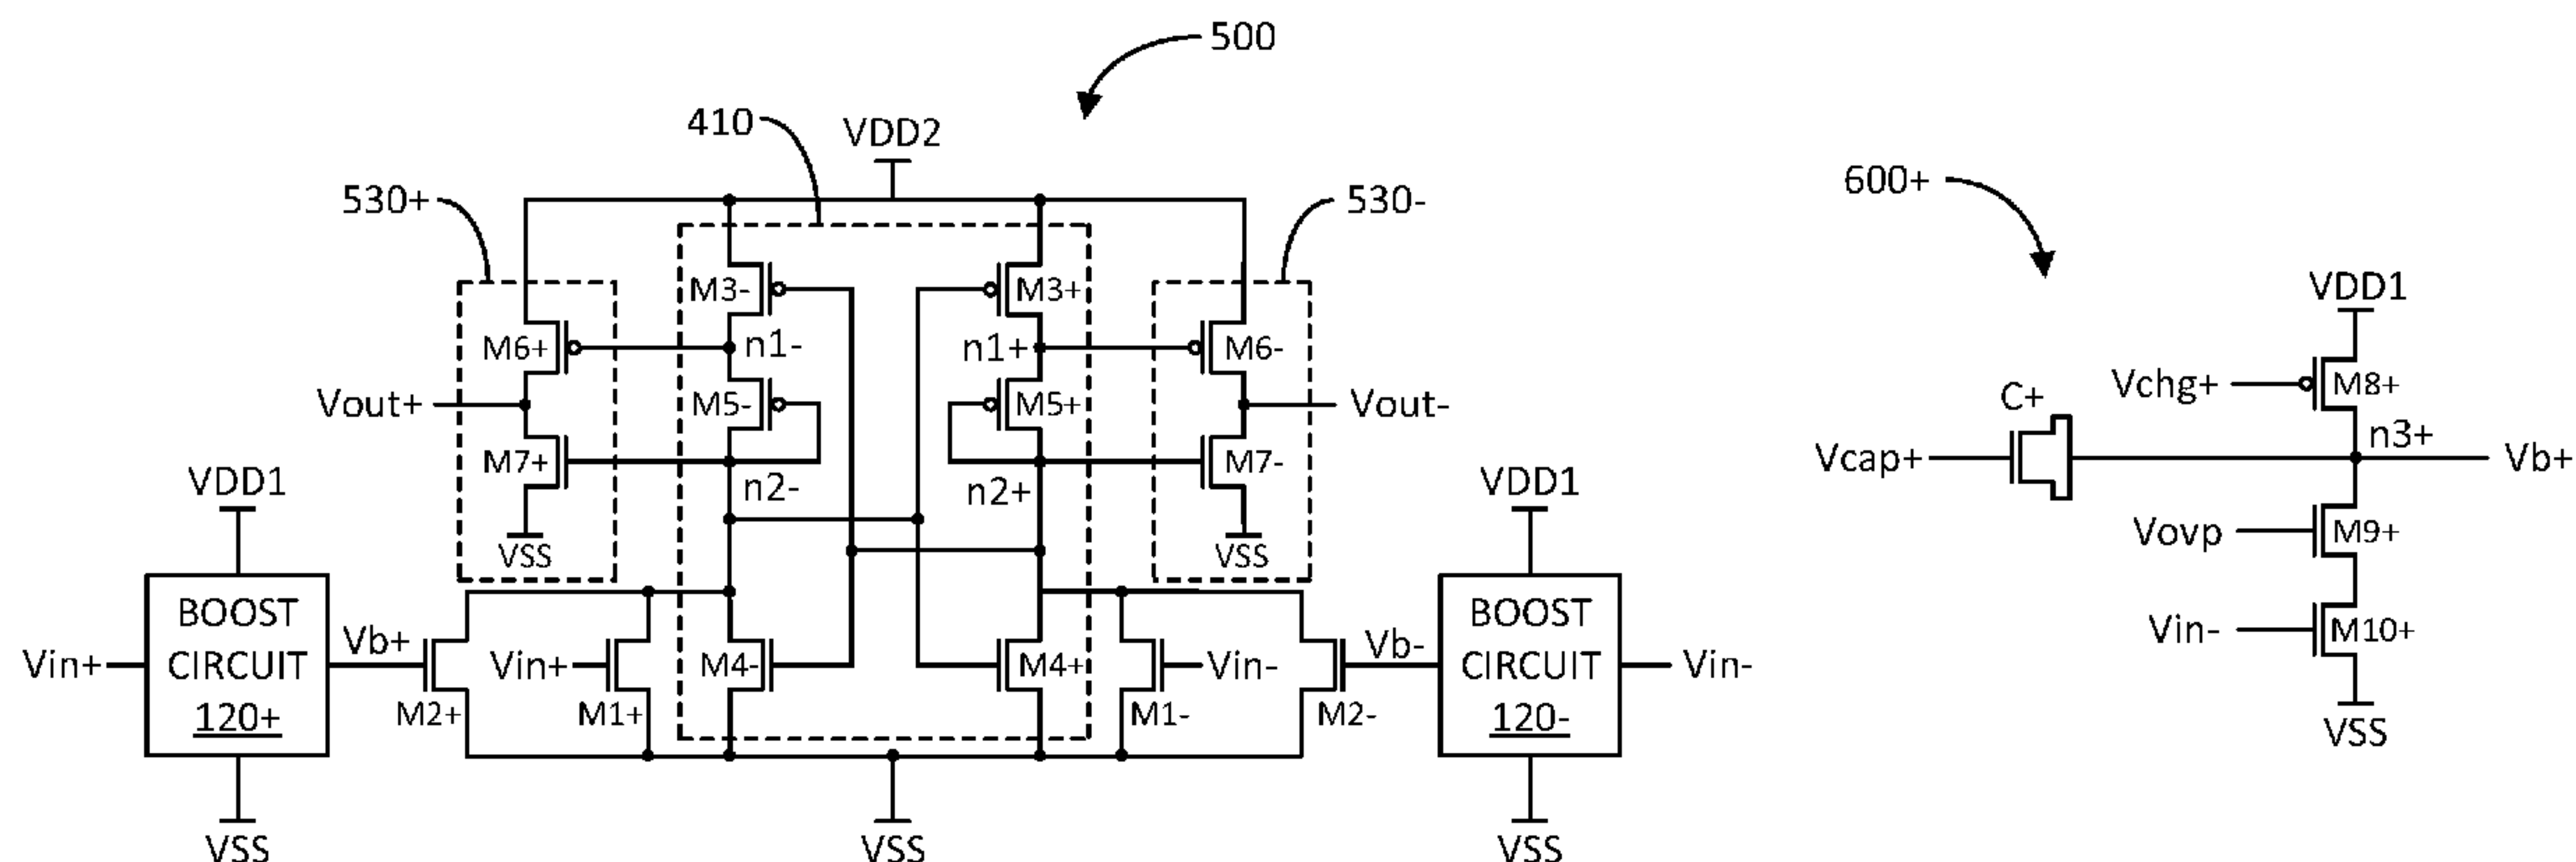 500
410
VDD2
530+
530-
M3-
M3+
M6+
n1-
n1+
M6-
Vout+
M5-
M5+
Vout-
M7+
n2-
n2+
M7-
VSS
VSS
VDD1
VDD1
BOOST
CIRCUIT
120+
Vin+
Vb+
M2+
Vin+
M1+
M4-
M4+
Vin-
M1-
M2-
Vb-
BOOST
CIRCUIT
120-
Vin-
VSS
VSS
VSS
600+
VDD1
Vchg+
M8+
C+
n3+
Vcap+
Vb+
Vovp
M9+
Vin-
M10+
VSS